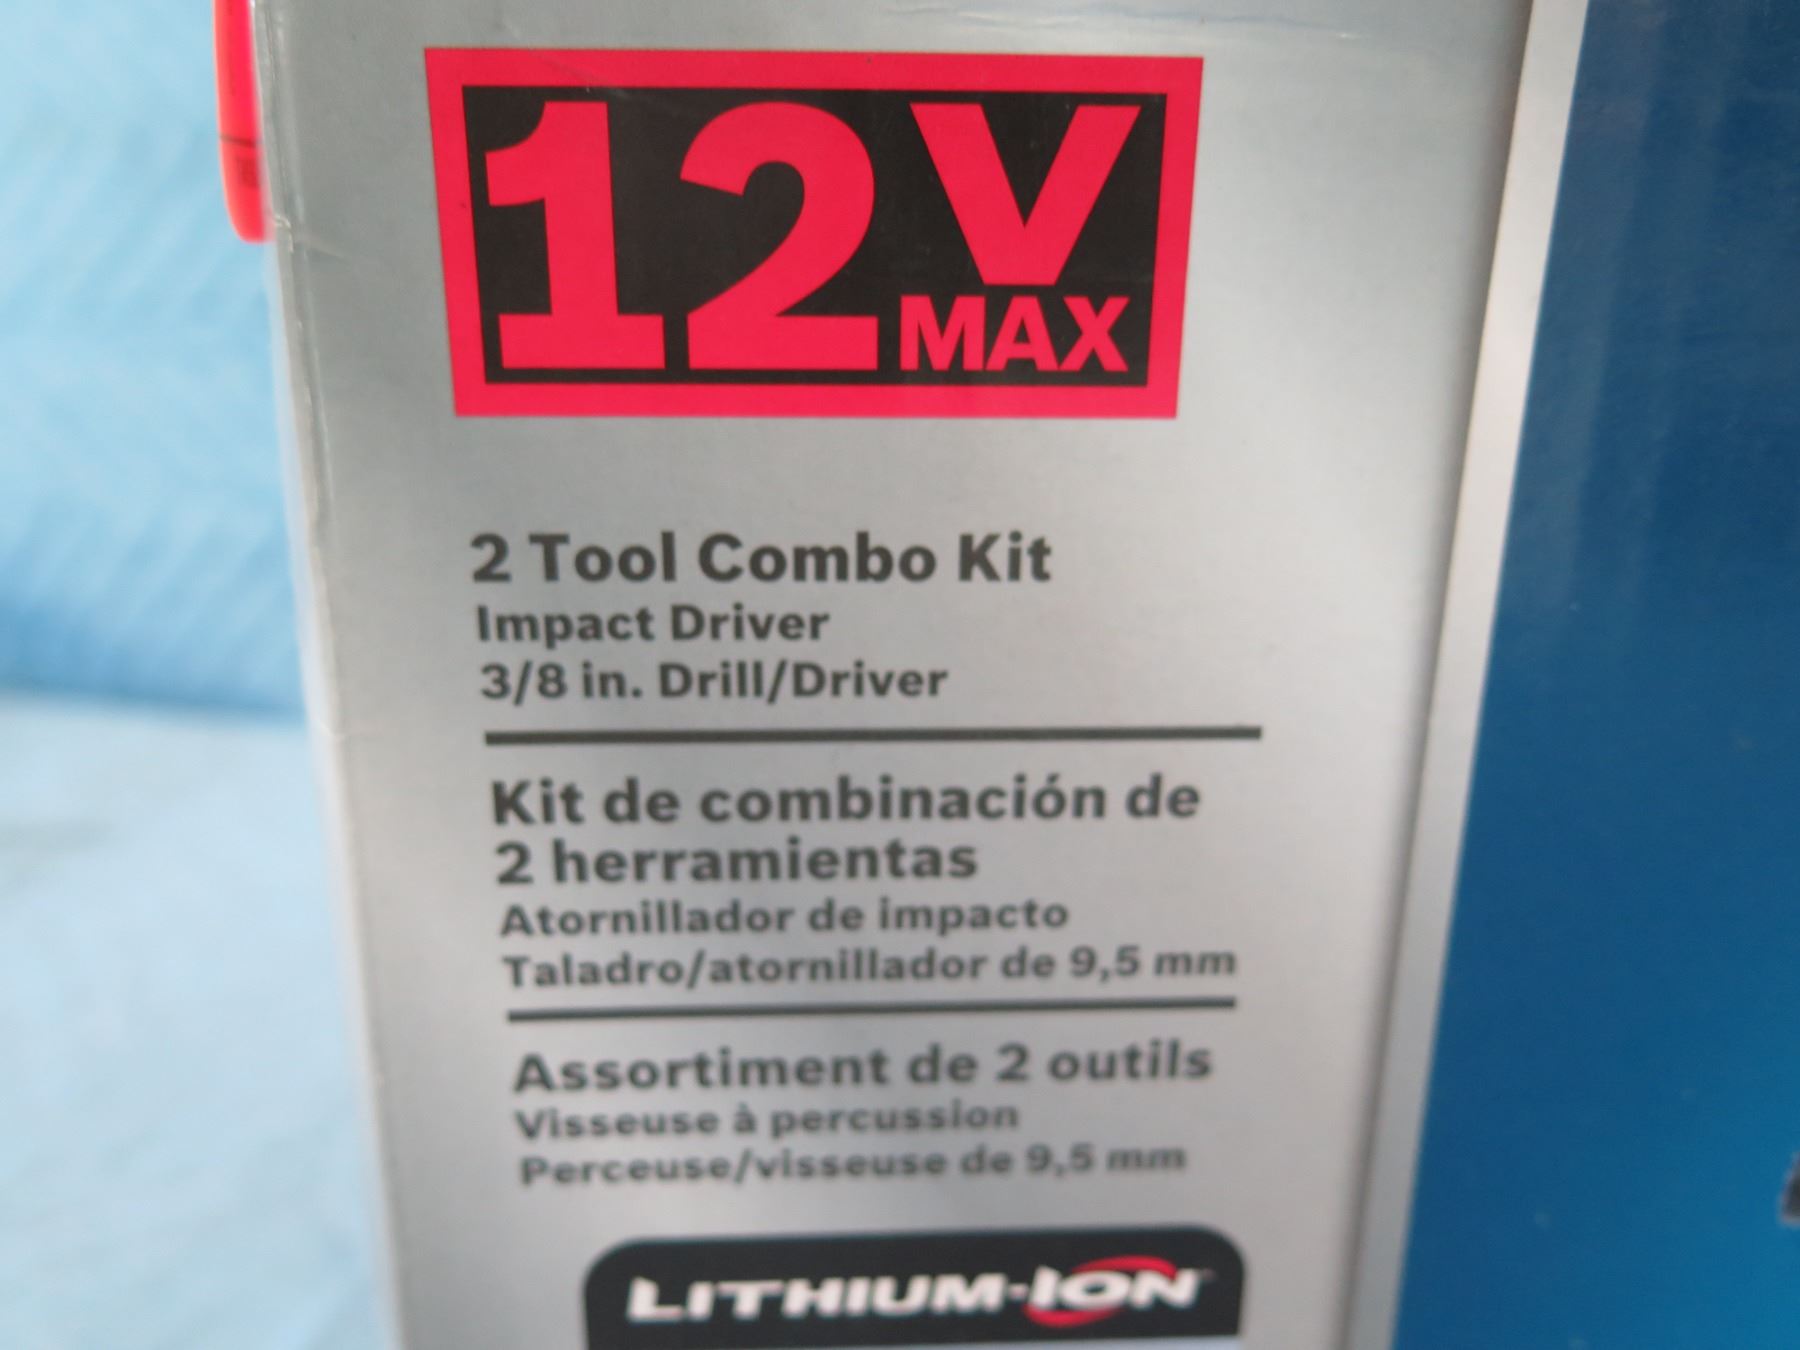 12V
MAX
2 Tool Combo Kit
Impact Driver
3/8 in. Drill/Driver
Kit de combinación de
2 herramientas
Atornillador de impacto
Taladro/atornillador de 9,5 mm
Assortiment de 2 outils
Visseuse à percussion
Perceuse/visseuse de 9,5 mm
LITHIUM-ION